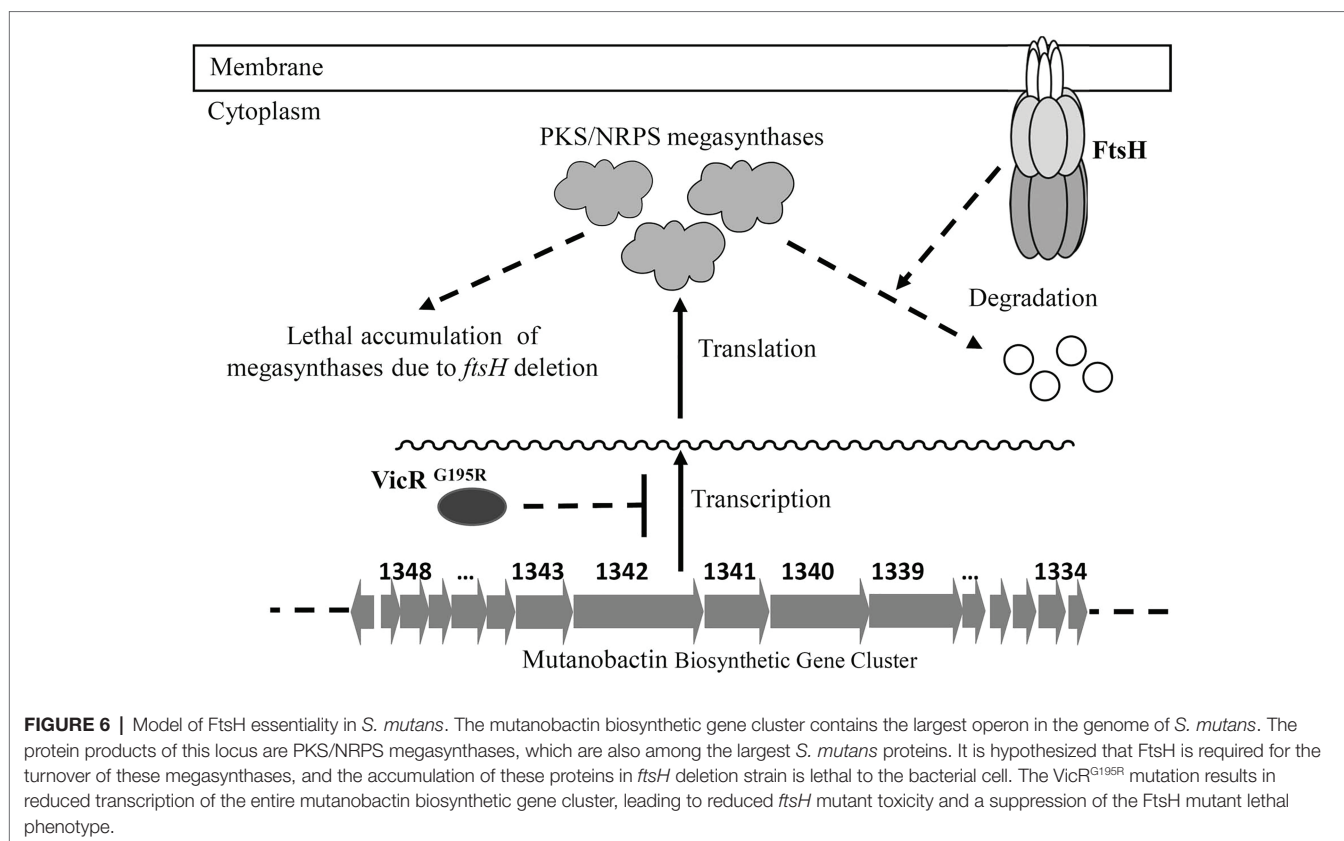 Membrane
Cytoplasm
PKS/NRPS megasynthases
FtsH
Degradation
Lethal accumulation of
megasynthases due to ftsH deletion
Translation
VicR G195R
Transcription
1348 ... 1343 1342 1341 1340 1339 ... 1334
Mutanobactin Biosynthetic Gene Cluster
FIGURE 6 | Model of FtsH essentiality in S. mutans. The mutanobactin biosynthetic gene cluster contains the largest operon in the genome of S. mutans. The
protein products of this locus are PKS/NRPS megasynthases, which are also among the largest S. mutans proteins. It is hypothesized that FtsH is required for the
turnover of these megasynthases, and the accumulation of these proteins in ftsH deletion strain is lethal to the bacterial cell. The VicRG195R mutation results in
reduced transcription of the entire mutanobactin biosynthetic gene cluster, leading to reduced ftsH mutant toxicity and a suppression of the FtsH mutant lethal
phenotype.